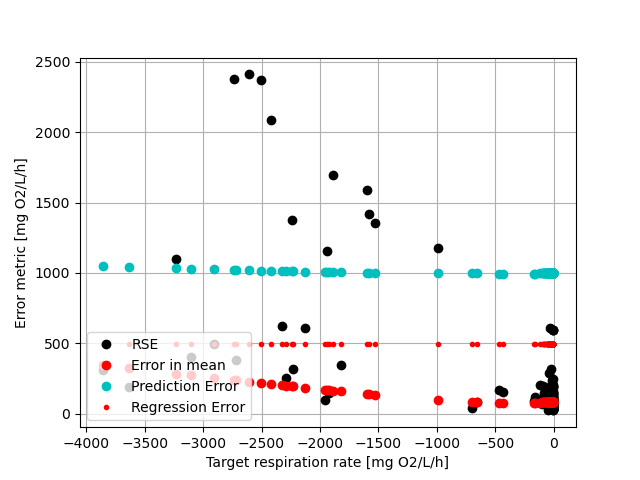 2500
2000
1500
1000
500
0
Error metric [mg O2/L/h]
RSE
Error in mean
Prediction Error
Regression Error
−4000 −3500 −3000 −2500 −2000 −1500 −1000 −500 0
Target respiration rate [mg O2/L/h]